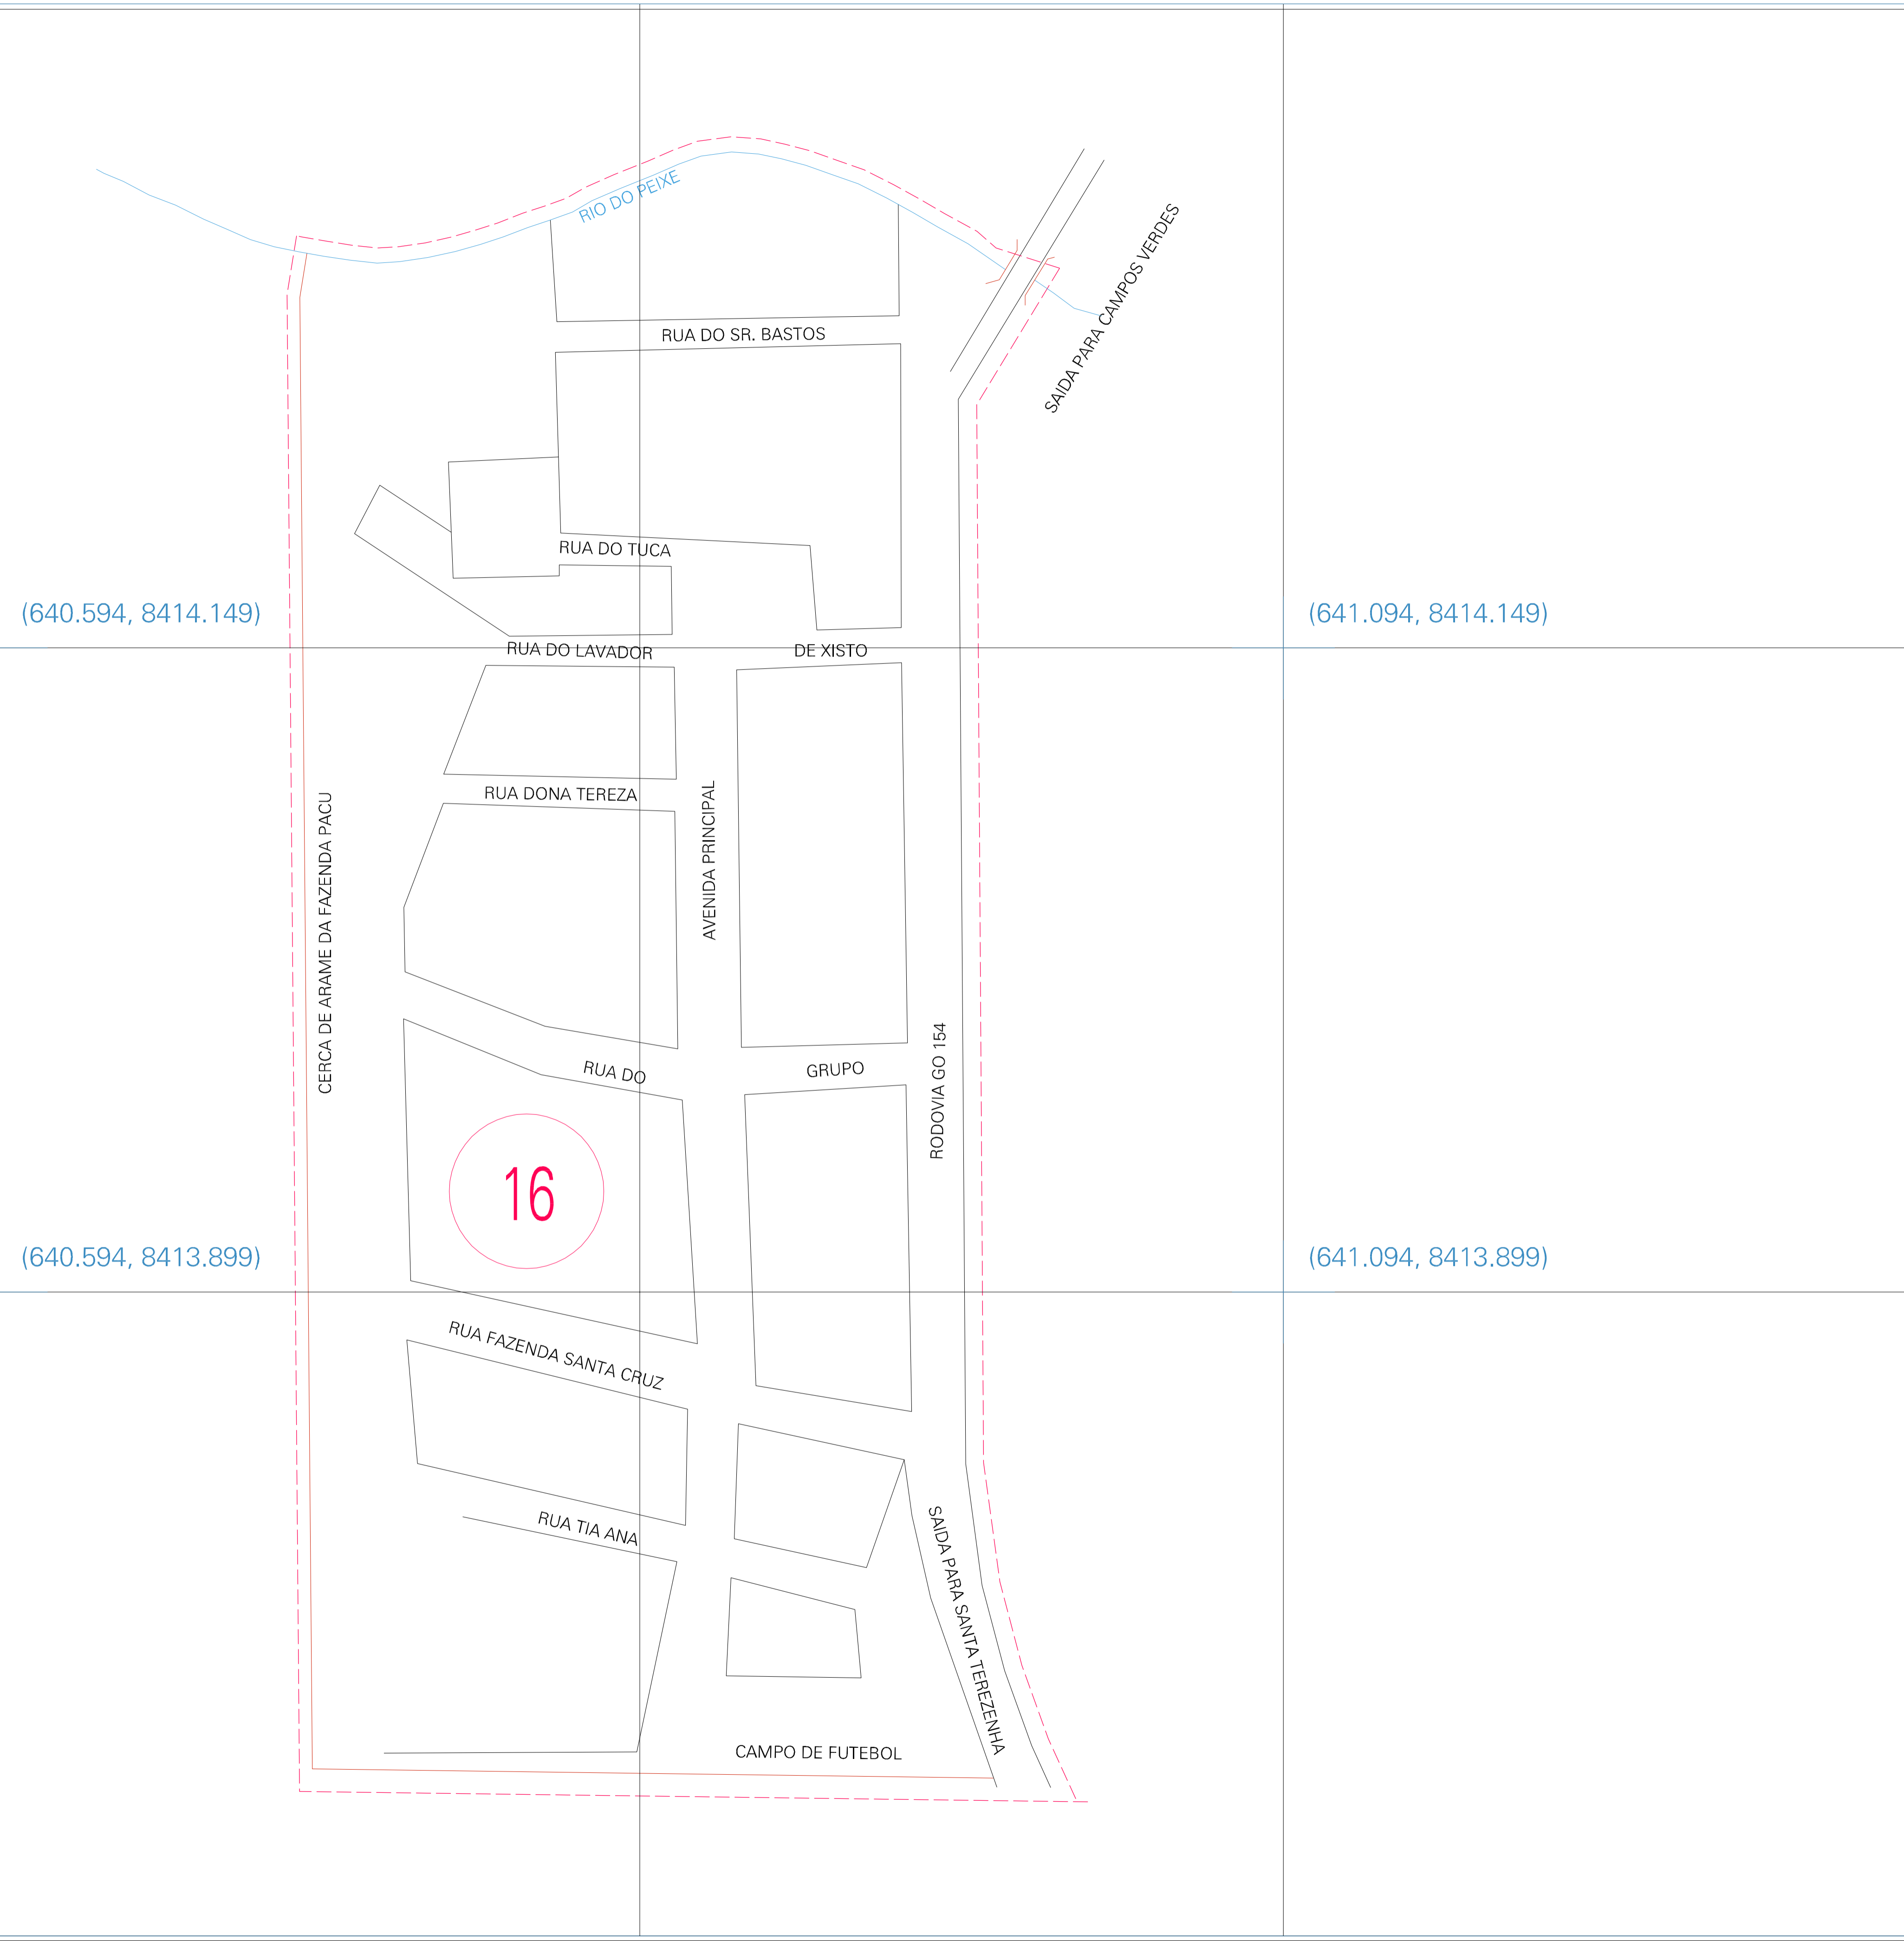 RIO DO PEIXE
SAIDA PARA CAMPOS VERDES
RUA DO SR. BASTOS
RUA DO TUCA
(640.594, 8414.149)
(641.094, 8414.149)
RUA DO LAVADOR DE XISTO
RUA DONA TEREZA
AVENIDA PRINCIPAL
CERCA DE ARAME DA FAZENDA PACU
RODOVIA GO 154
RUA DO GRUPO
16
(640.594, 8413.899)
(641.094, 8413.899)
RUA FAZENDA SANTA CRUZ
RUA TIA ANA
SAIDA PARA SANTA TEREZENHA
CAMPO DE FUTEBOL